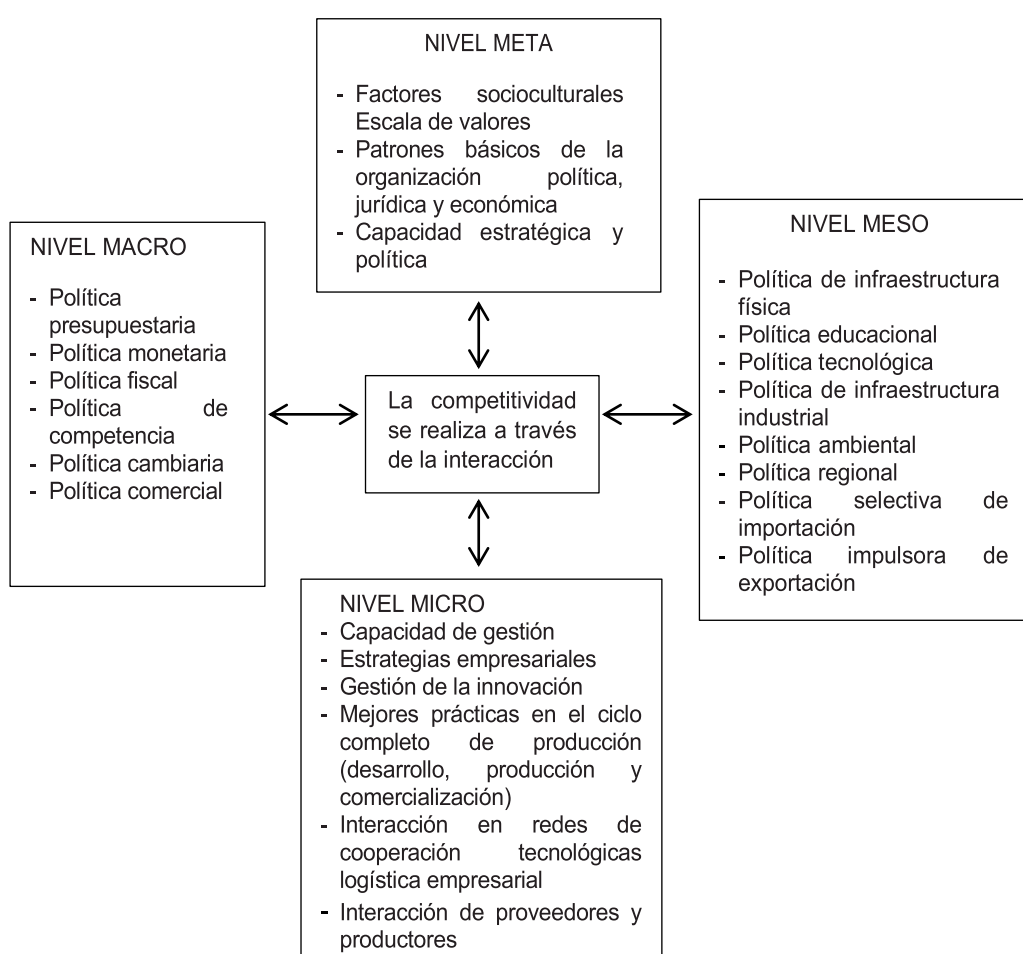 NIVEL META
- Factores socioculturales
Escala de valores
- Patrones básicos de la
organización política,
jurídica y económica
- Capacidad estratégica y
política
NIVEL MACRO
- Política
presupuestaria
- Política monetaria
- Política fiscal
- Política de
competencia
- Política cambiaria
- Política comercial
La competitividad
se realiza a través
de la interacción
NIVEL MESO
- Política de infraestructura
física
- Política educacional
- Política tecnológica
- Política de infraestructura
industrial
- Política ambiental
- Política regional
- Política selectiva de
importación
- Política impulsora de
exportación
NIVEL MICRO
- Capacidad de gestión
- Estrategias empresariales
- Gestión de la innovación
- Mejores prácticas en el ciclo
completo de producción
(desarrollo, producción y
comercialización)
- Interacción en redes de
cooperación tecnológicas
logística empresarial
- Interacción de proveedores y
productores